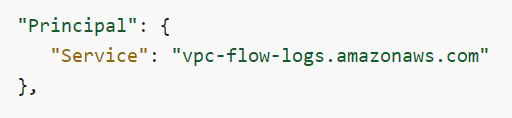 "Principal": {
"Service": "vpc-flow-logs.amazonaws.com"
},